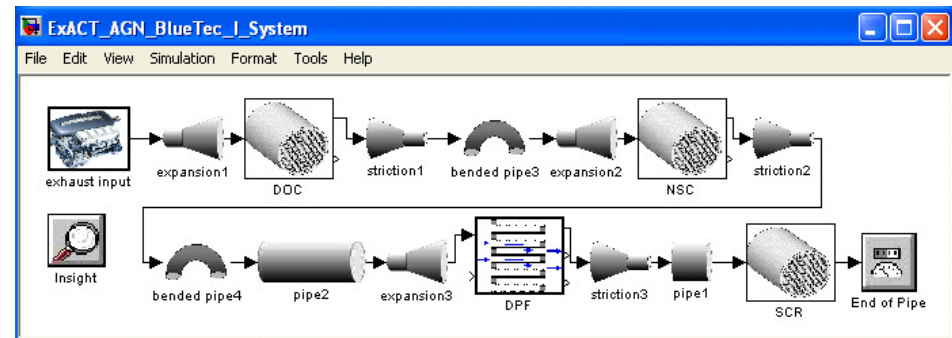 ExACT_AGN_BlueTec_I_System
File Edit View Simulation Format Tools Help
exhaust input
expansion1
DOC
striction1
bended pipe3
expansion2
NSC
striction2
Insight
bended pipe4
pipe2
expansion3
DPF
striction3
pipe1
SCR
End of Pipe